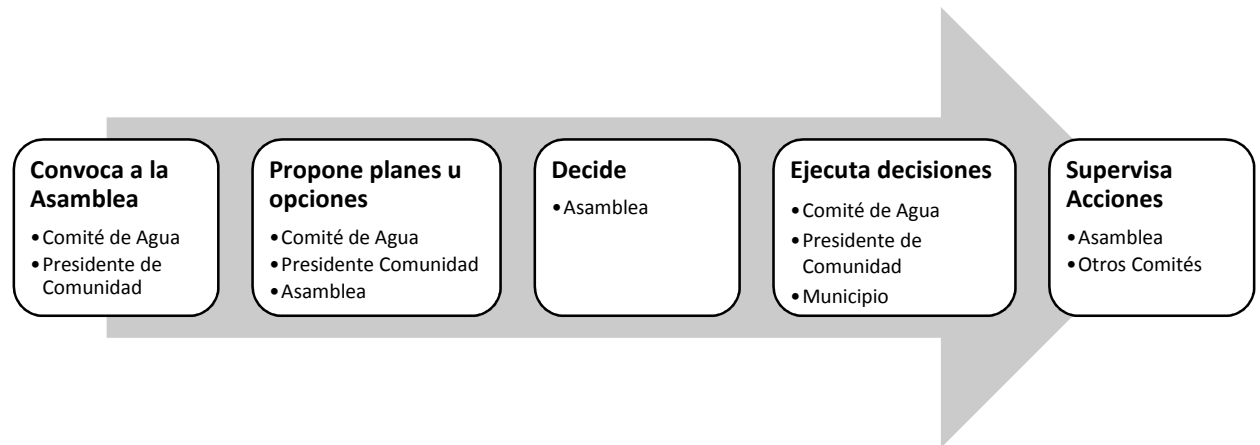 Convoca a la
Asamblea
•Comité de Agua
•Presidente de
Comunidad
Propone planes u
opciones
•Comité de Agua
•Presidente Comunidad
•Asamblea
Decide
•Asamblea
Ejecuta decisiones
•Comité de Agua
•Presidente de
Comunidad
•Municipio
Supervisa
Acciones
•Asamblea
•Otros Comités